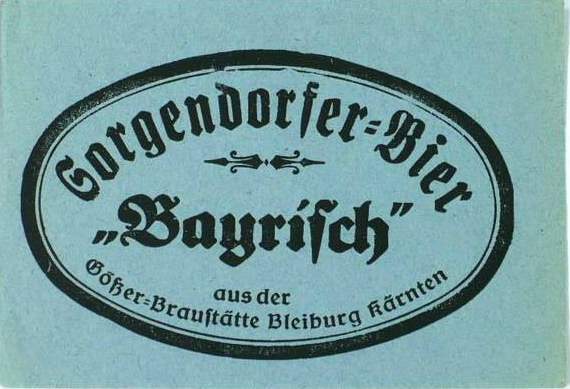 Sorgendorfer=Bier
„Bayriſch"
aus der
Gößer=Brauſtätte Bleiburg Kärnten